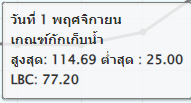 วันที่ 1 พฤศจิกายน
เกณฑ์กักเก็บน้ำ
สูงสุด: 114.69 ต่ำสุด : 25.00
LBC: 77.20